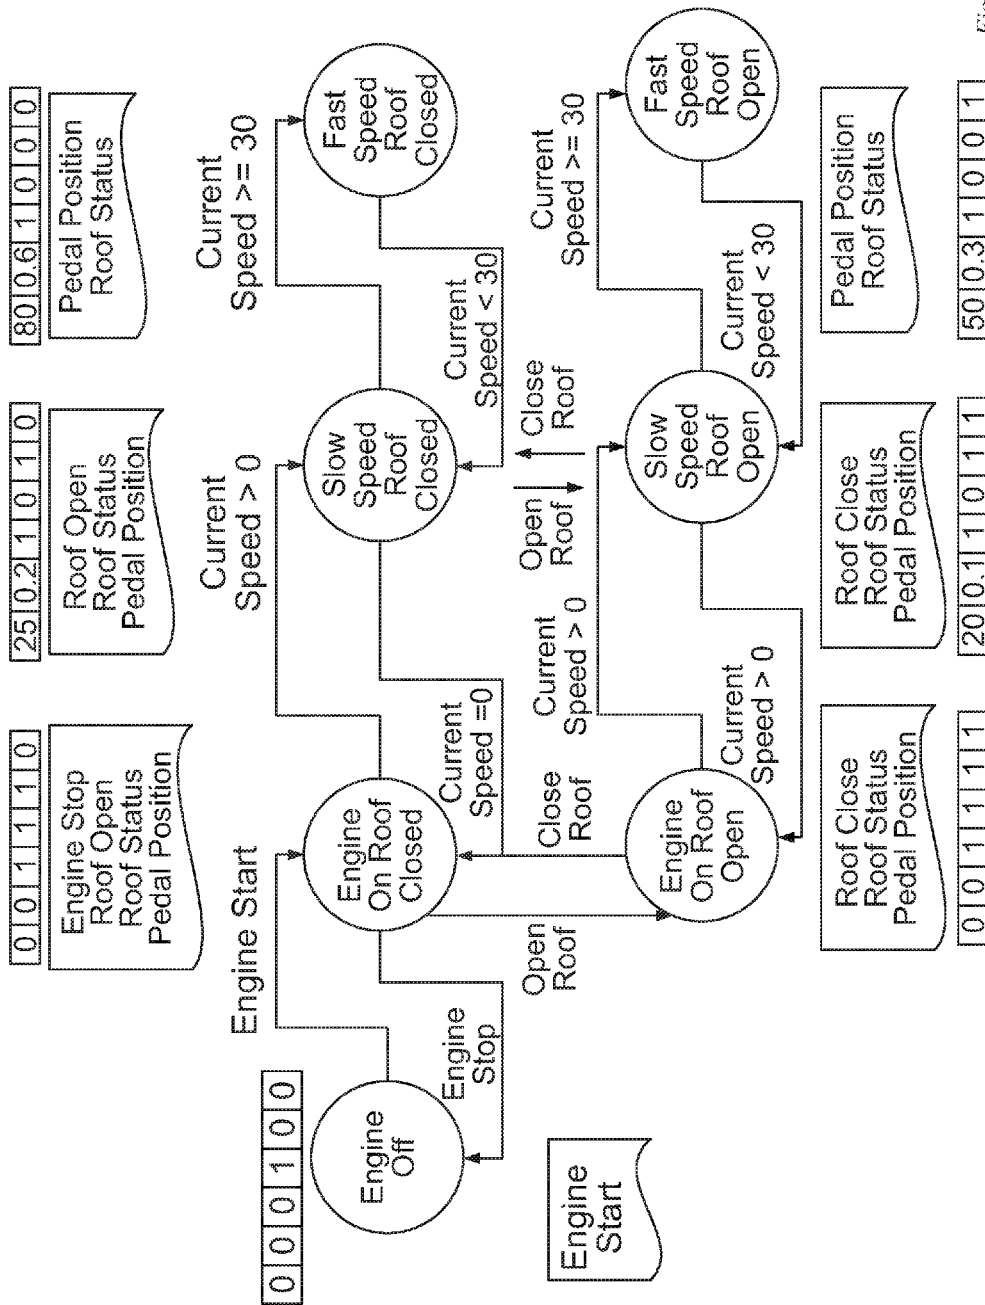 0|0|1|1|1|0
25|0.2|1|0|1|0
80|0.6|1|0|0|0
Engine Stop
Roof Open
Roof Status
Pedal Position
Roof Open
Roof Status
Pedal Position
Pedal Position
Roof Status
0|0|0|1|0|0
Engine Start
Current
Speed > 0
Current
Speed >= 30
Engine
Off
Engine
On Roof
Closed
Slow
Speed
Roof
Closed
Fast
Speed
Roof
Closed
Engine
Stop
Current
Speed =0
Current
Speed < 30
Open
Roof
Close
Roof
Open
Roof
Close
Roof
Current
Speed > 0
Current
Speed >= 30
Engine
Start
Engine
On Roof
Open
Slow
Speed
Roof
Open
Fast
Speed
Roof
Open
Current
Speed > 0
Current
Speed < 30
Roof Close
Roof Status
Pedal Position
Roof Close
Roof Status
Pedal Position
Pedal Position
Roof Status
0|0|1|1|1|1
20|0.1|1|0|1|1
50|0.3|1|0|0|1